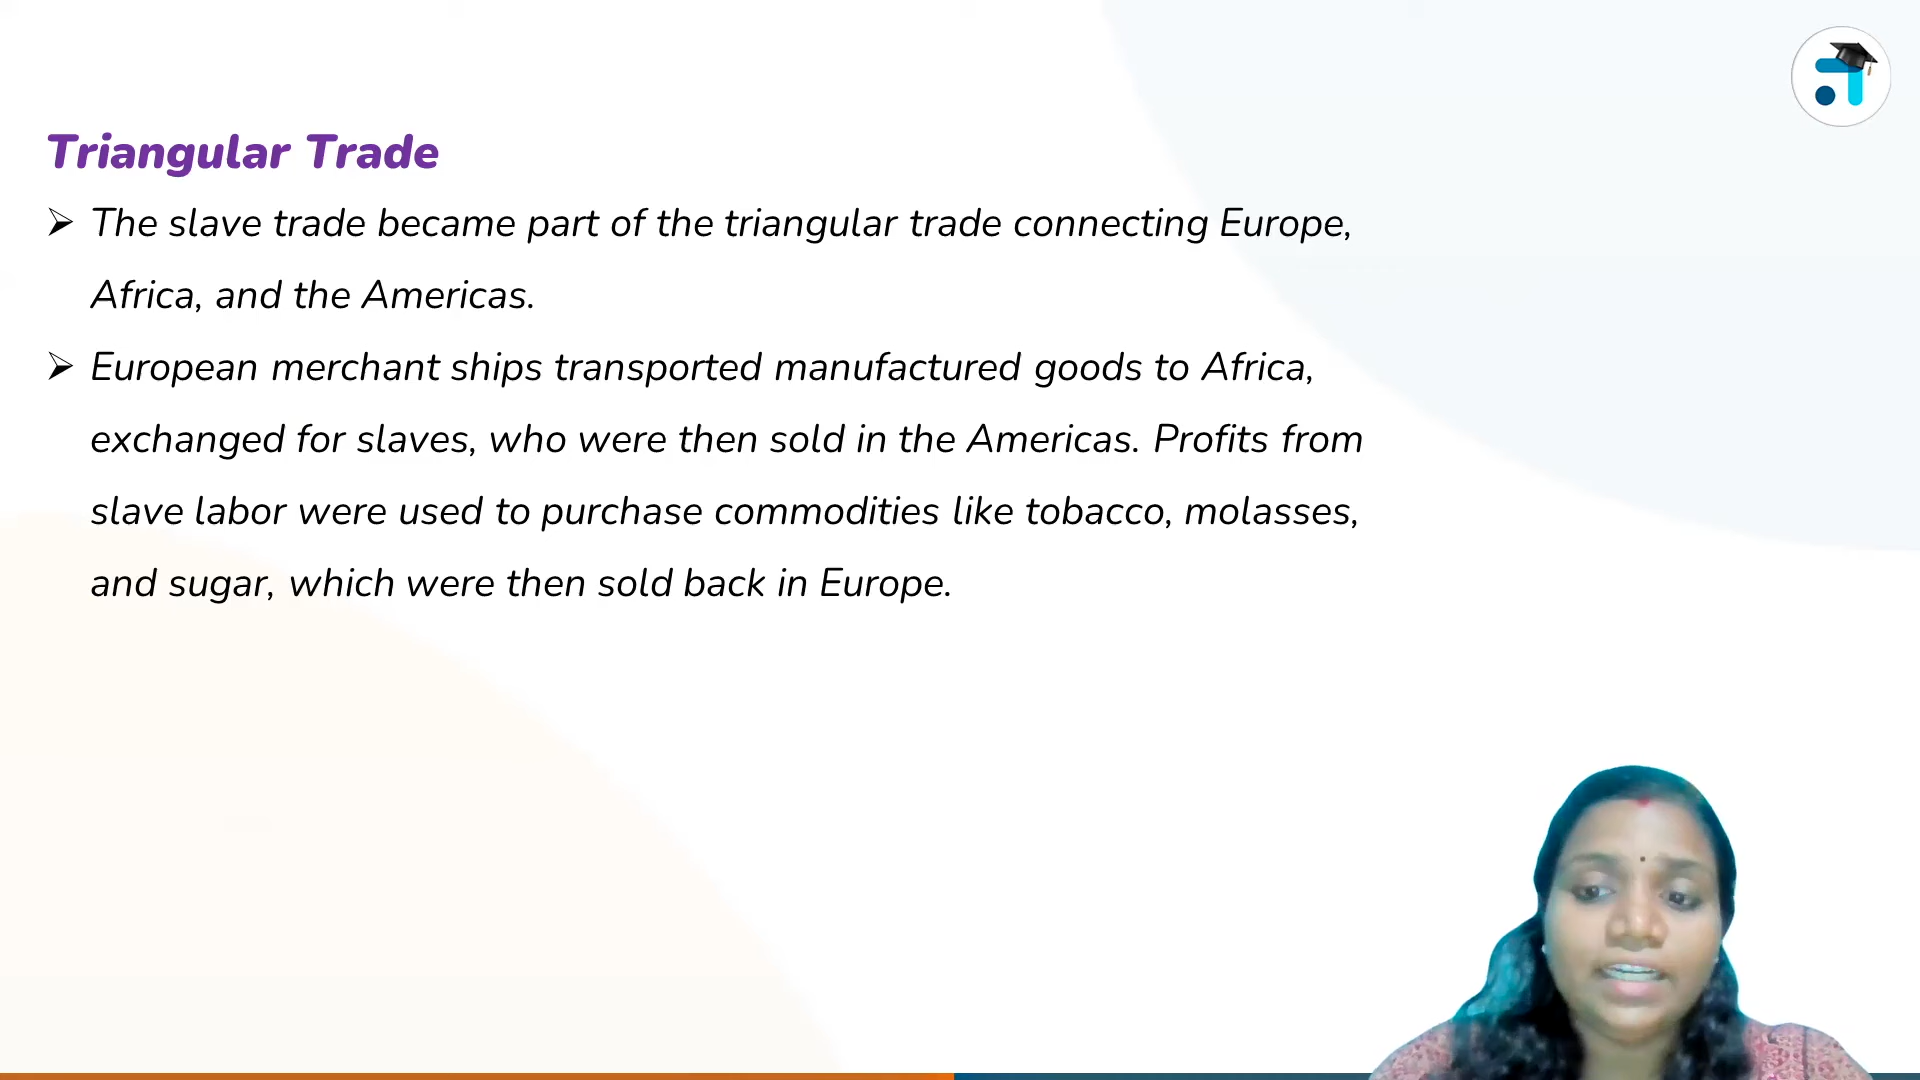 Triangular Trade
➢ The slave trade became part of the triangular trade connecting Europe,
Africa, and the Americas.
➢ European merchant ships transported manufactured goods to Africa,
exchanged for slaves, who were then sold in the Americas. Profits from
slave labor were used to purchase commodities like tobacco, molasses,
and sugar, which were then sold back in Europe.